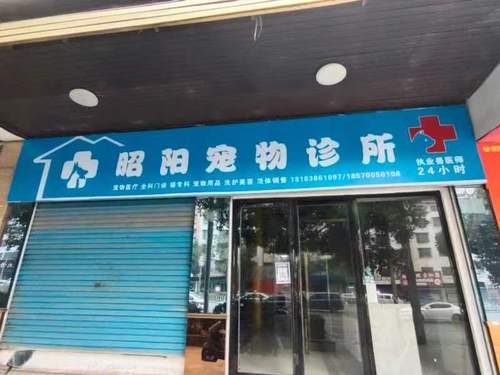 昭阳宠物诊所
执业兽医师
24小时
宠物医疗 全科门诊 猫专科 宠物用品 洗护美容 活体销售 18163861097/18570050106